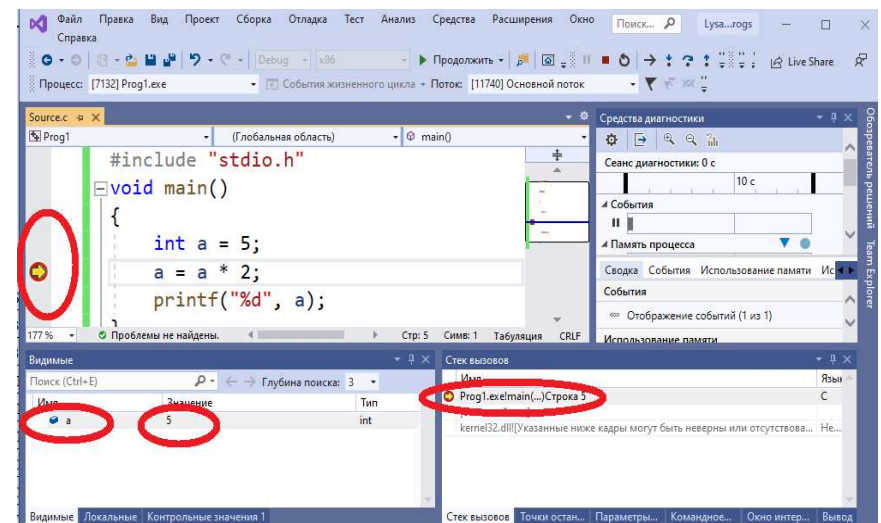 Файл Правка Вид Проект Сборка Отладка Тест Анализ Средства Расширения Окно Поиск... Lysa...rogs
Справка
Debug x86 Продолжить Live Share
Процесс: [7132] Prog1.exe События жизненного цикла Поток: [11740] Основной поток
Source.c
Prog1 (Глобальная область) main()
#include "stdio.h"
void main()
{
int a = 5;
a = a * 2;
printf("%d", a);
}
177 % Проблемы не найдены. Стр: 5 Симв: 1 Табуляция CRLF
Средства диагностики
Сеанс диагностики: 0 с
10 с
События
Память процесса
Сводка События Использование памяти Ис
События
Отображение событий (1 из 1)
Использование памяти
Обозреватель решений Team Explorer
Видимые
Поиск (Ctrl+E) Глубина поиска: 3
Имя Значение Тип
a 5 int
Видимые Локальные Контрольные значения 1
Стек вызовов
Имя Язык
Prog1.exe!main(...)Строка 5 C
kernel32.dll![Указанные ниже кадры могут быть неверны или отсутствова... Не...
Стек вызовов Точки остан... Параметры... Командное... Окно интер... Вывод